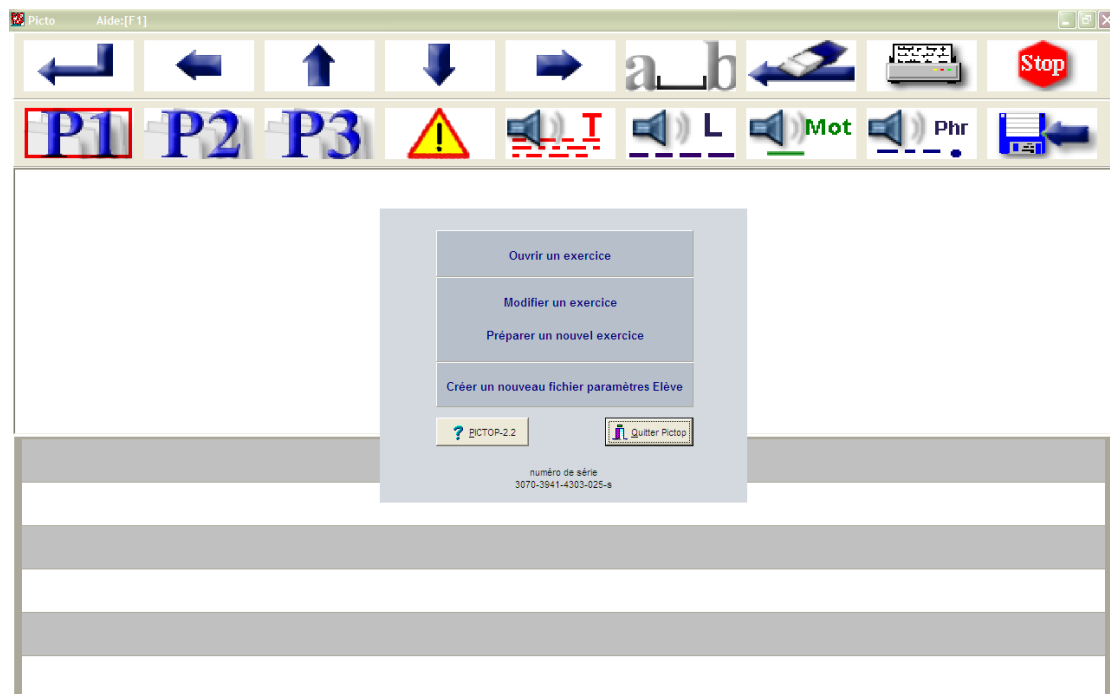 Picto Aide:[F1]
a b Stop
P1 P2 P3 ! T L Mot Phr
Ouvrir un exercice
Modifier un exercice
Préparer un nouvel exercice
Créer un nouveau fichier paramètres Elève
? PICTOP-2.2 Quitter Pictop
numéro de série
3070-3941-4303-025-s